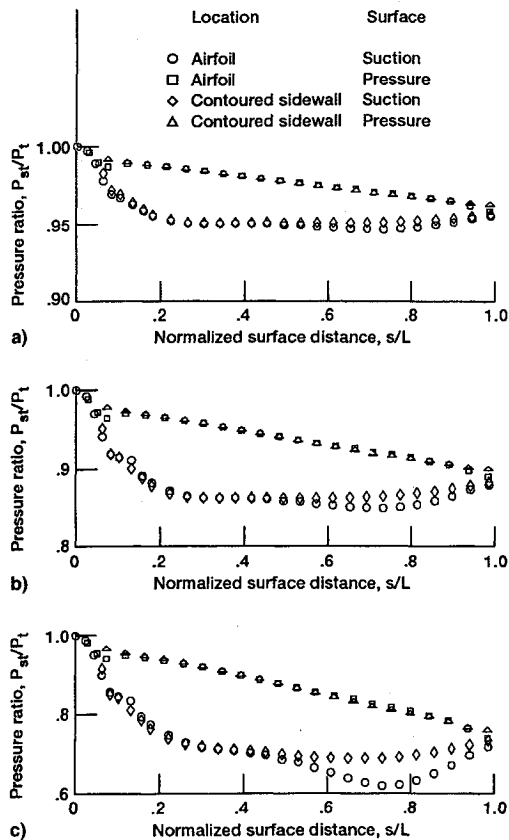 Location Surface
Airfoil Suction
Airfoil Pressure
Contoured sidewall Suction
Contoured sidewall Pressure
Pressure ratio, Pst/Pt
1.00
.95
.90
0 .2 .4 .6 .8 1.0
a) Normalized surface distance, s/L
Pressure ratio, Pst/Pt
1.0
.9
.8
0 .2 .4 .6 .8 1.0
b) Normalized surface distance, s/L
Pressure ratio, Pst/Pt
1.0
.8
.6
0 .2 .4 .6 .8 1.0
c) Normalized surface distance, s/L